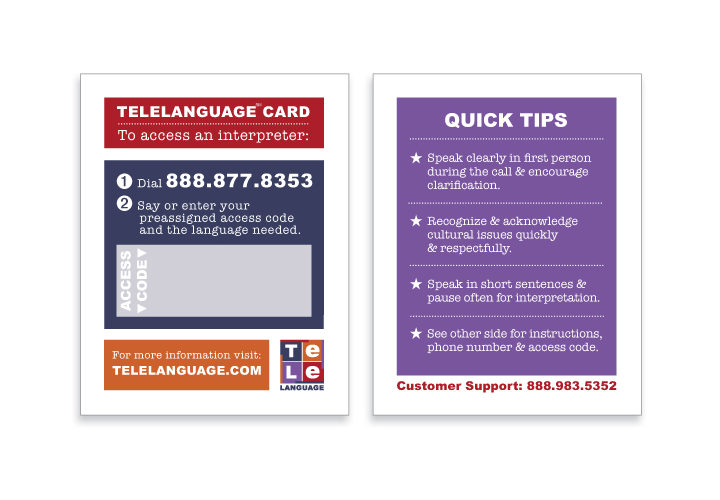 TELELANGUAGE™ CARD
To access an interpreter:
1 Dial 888.877.8353
2 Say or enter your
preassigned access code
and the language needed.
ACCESS
CODE
For more information visit:
TELELANGUAGE.COM
Te
Le
LANGUAGE
QUICK TIPS
★ Speak clearly in first person
during the call & encourage
clarification.
★ Recognize & acknowledge
cultural issues quickly
& respectfully.
★ Speak in short sentences &
pause often for interpretation.
★ See other side for instructions,
phone number & access code.
Customer Support: 888.983.5352